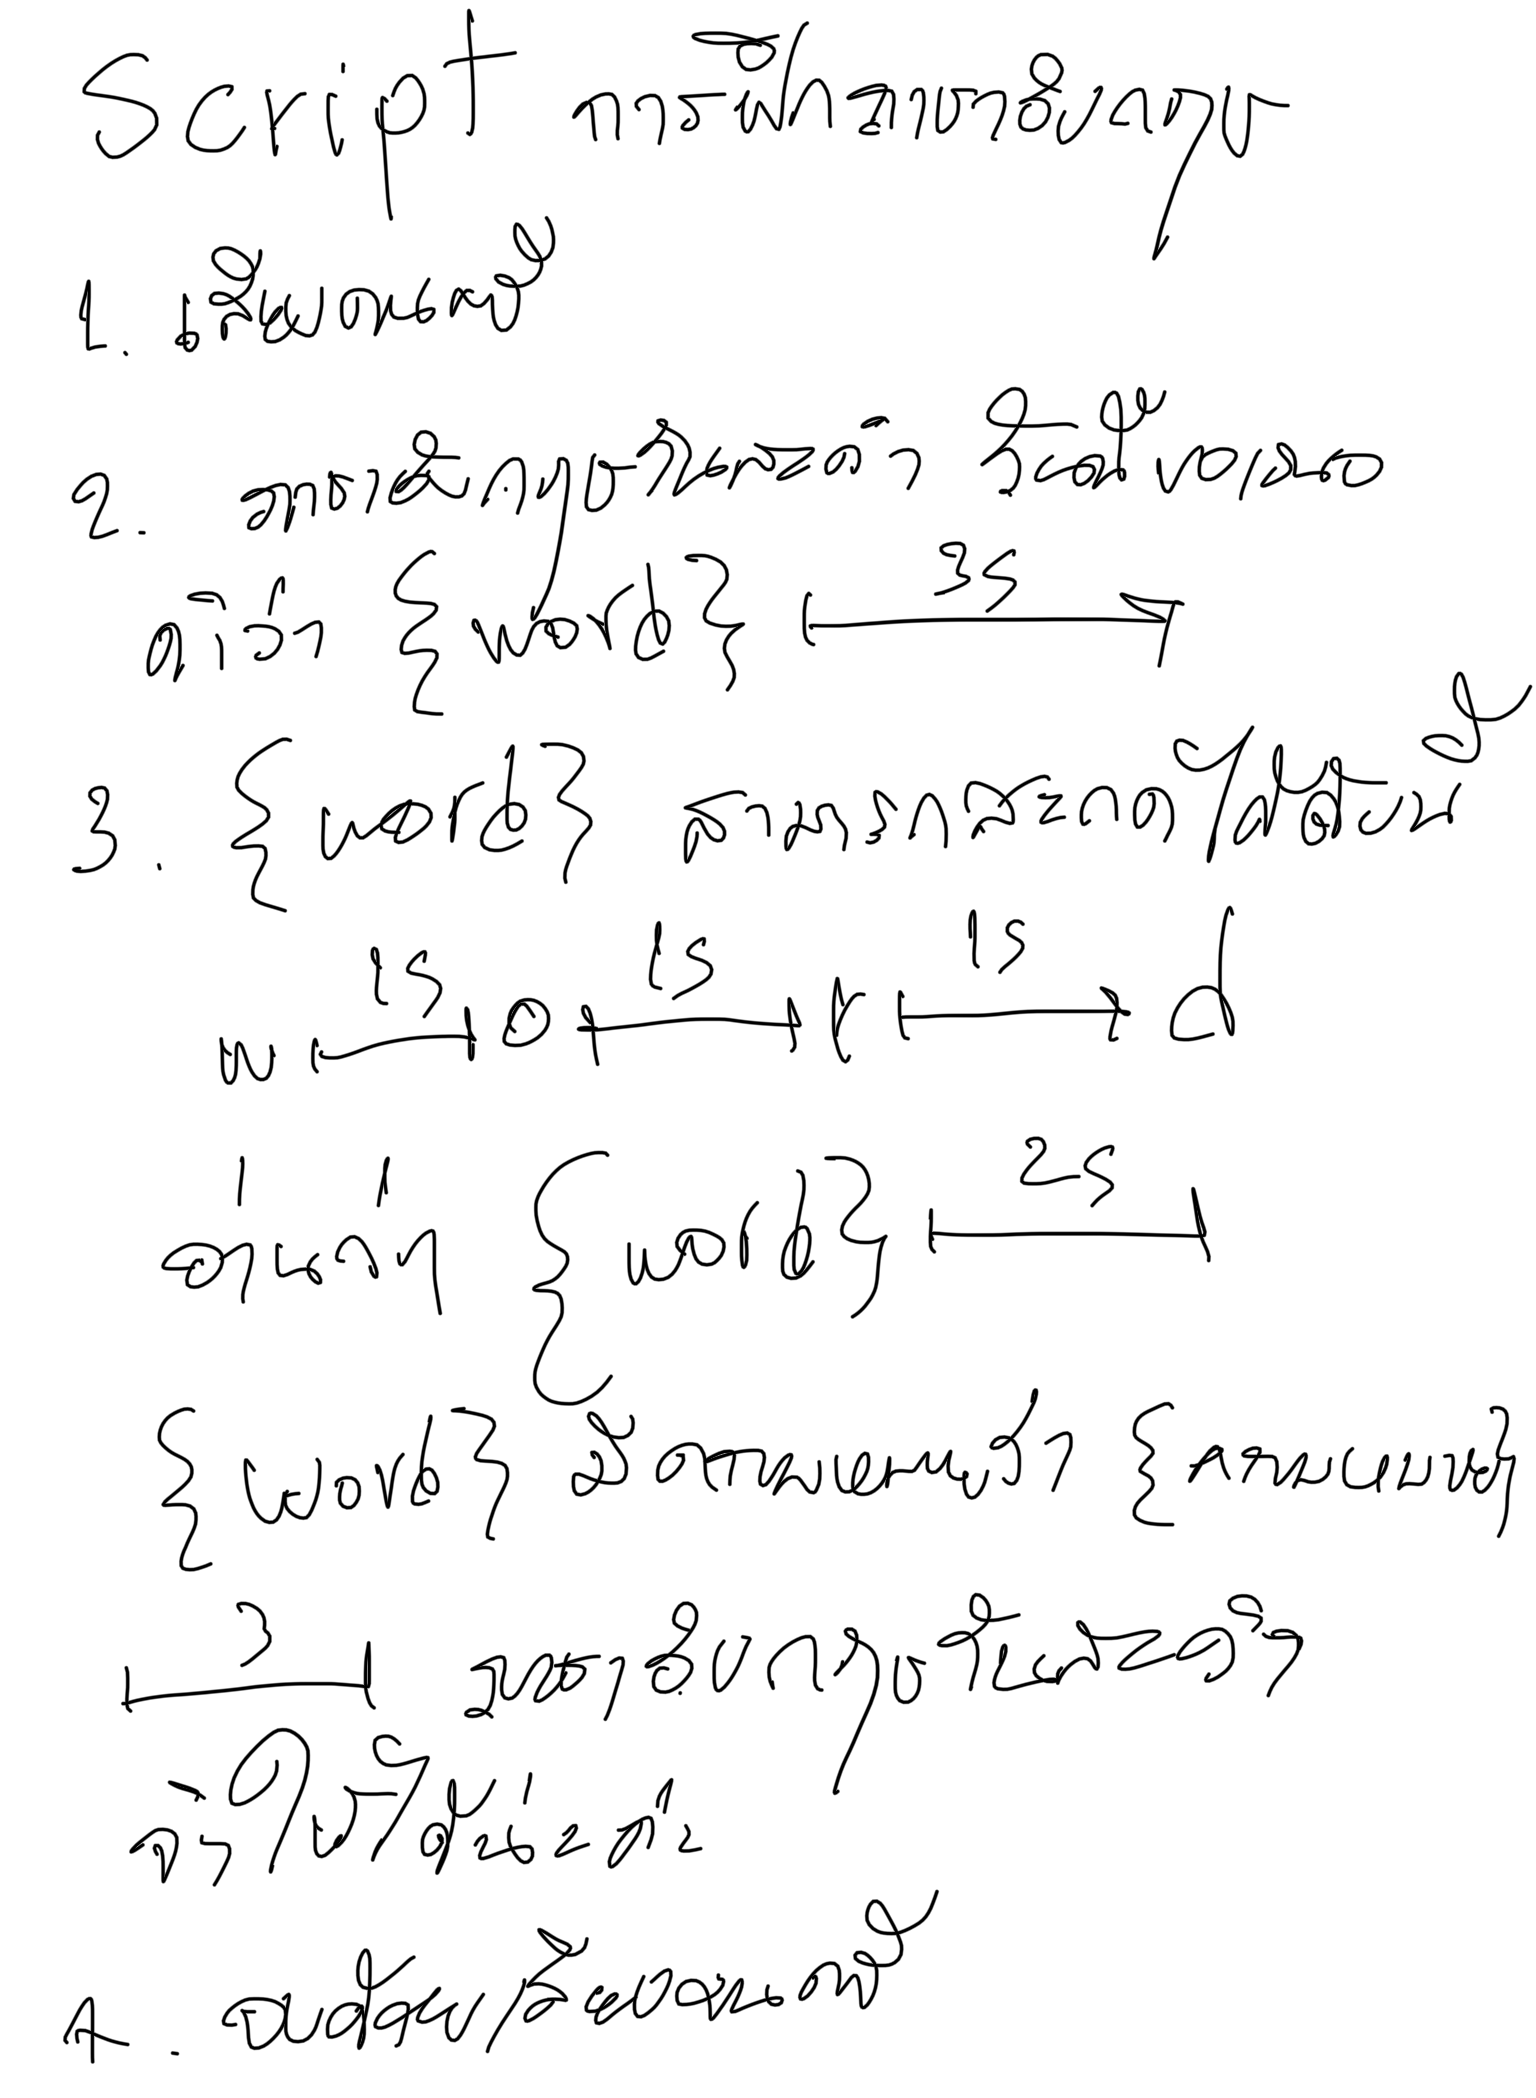 Script การฝึกภาษาอังกฤษ
1. เสียงดนตรี
2. ภาษาอังกฤษวันละคำ วันนี้ขอเสนอ
คำว่า {word} 3s
3. {word} สามารถสะกดได้ดังนี้
w 1s o 1s r 1s d
อ่านว่า {word} 2s
{word} มีความหมายว่า {ความหมาย}
3 ภาษาอังกฤษวันละคำ
จำให้ได้นะคะ
4. จบด้วยเสียงดนตรี